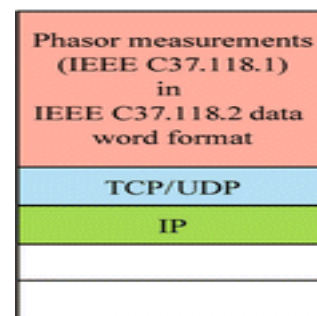 Phasor measurements
(IEEE C37.118.1)
in
IEEE C37.118.2 data
word format
TCP/UDP
IP